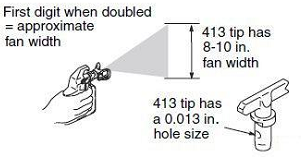 First digit when doubled
= approximate
fan width
413 tip has
8-10 in.
fan width
413 tip has
a 0.013 in.
hole size